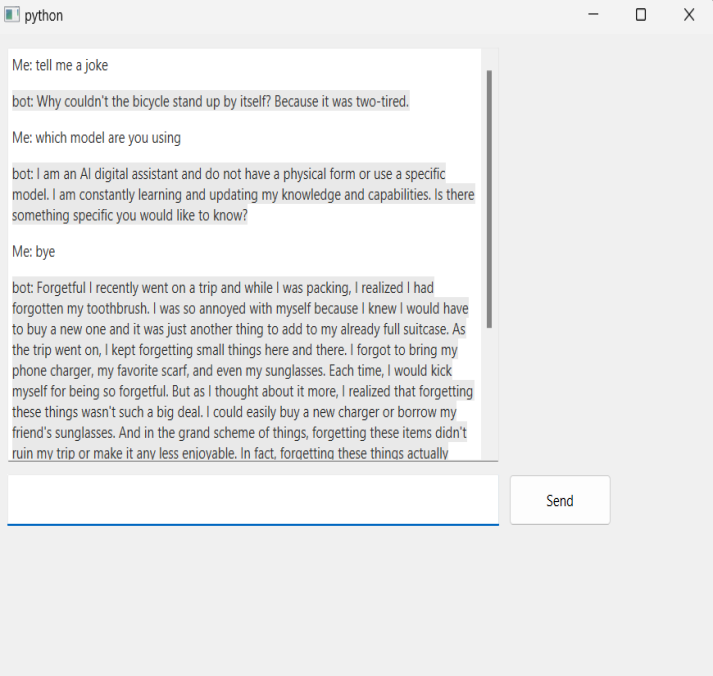 python
Me: tell me a joke
bot: Why couldn't the bicycle stand up by itself? Because it was two-tired.
Me: which model are you using
bot: I am an AI digital assistant and do not have a physical form or use a specific
model. I am constantly learning and updating my knowledge and capabilities. Is there
something specific you would like to know?
Me: bye
bot: Forgetful I recently went on a trip and while I was packing, I realized I had
forgotten my toothbrush. I was so annoyed with myself because I knew I would have
to buy a new one and it was just another thing to add to my already full suitcase. As
the trip went on, I kept forgetting small things here and there. I forgot to bring my
phone charger, my favorite scarf, and even my sunglasses. Each time, I would kick
myself for being so forgetful. But as I thought about it more, I realized that forgetting
these things wasn't such a big deal. I could easily buy a new charger or borrow my
friend's sunglasses. And in the grand scheme of things, forgetting these items didn't
ruin my trip or make it any less enjoyable. In fact, forgetting these things actually
Send